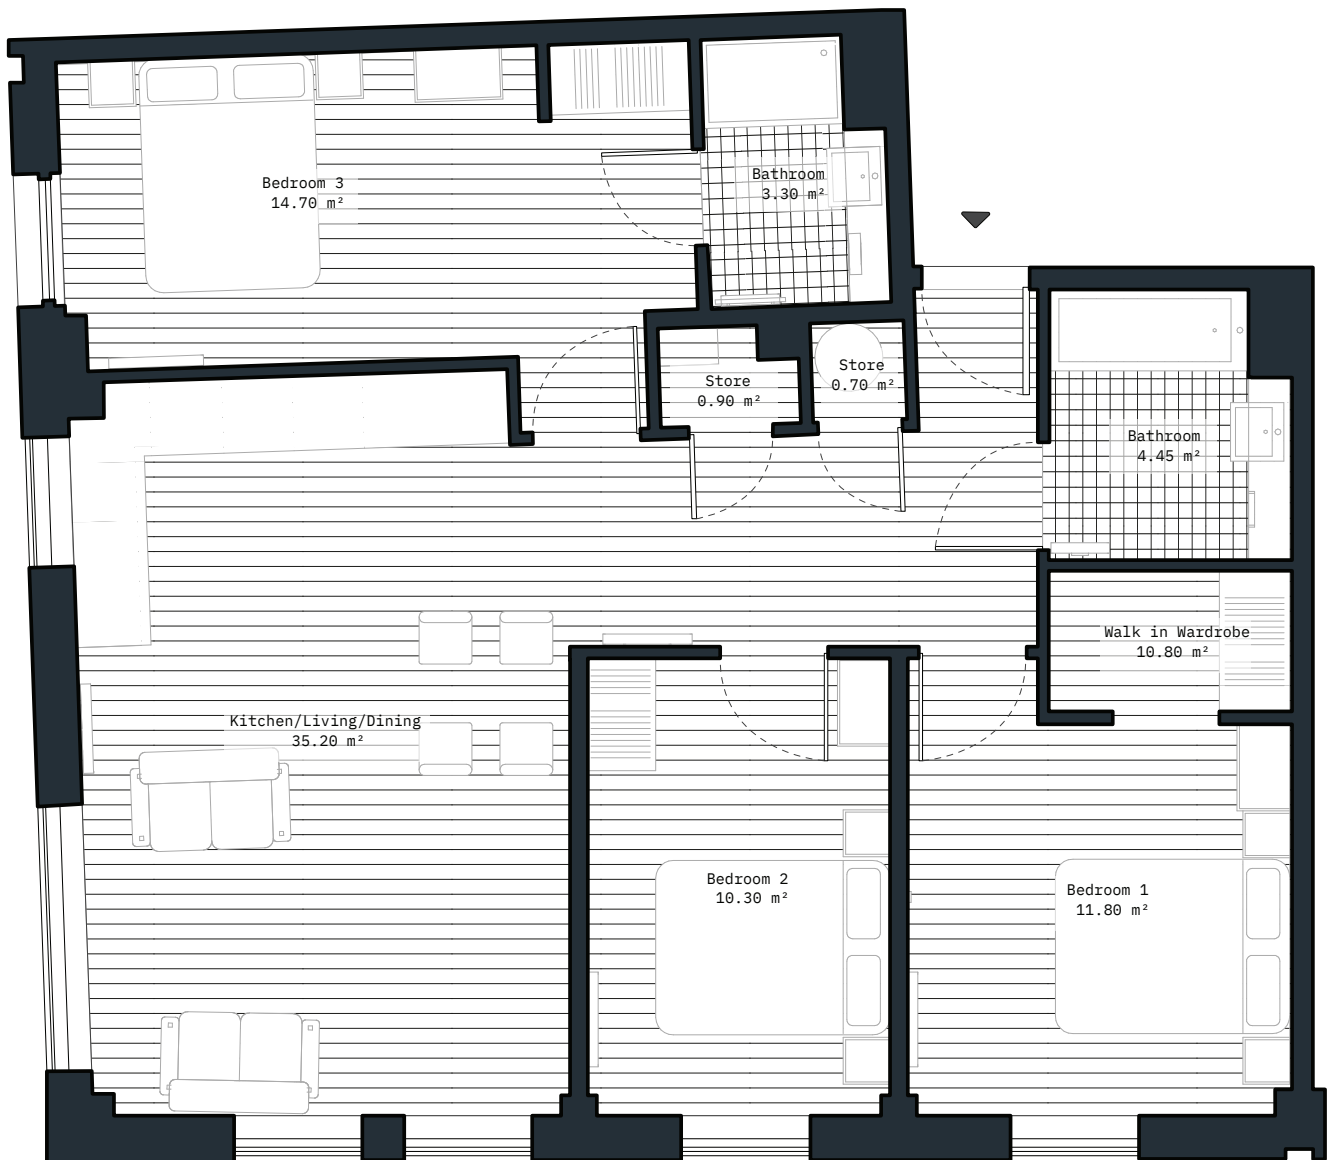 Bedroom 3
14.70 m²
Bathroom
3.30 m²
Store
0.90 m²
Store
0.70 m²
Bathroom
4.45 m²
Walk in Wardrobe
10.80 m²
Kitchen/Living/Dining
35.20 m²
Bedroom 2
10.30 m²
Bedroom 1
11.80 m²